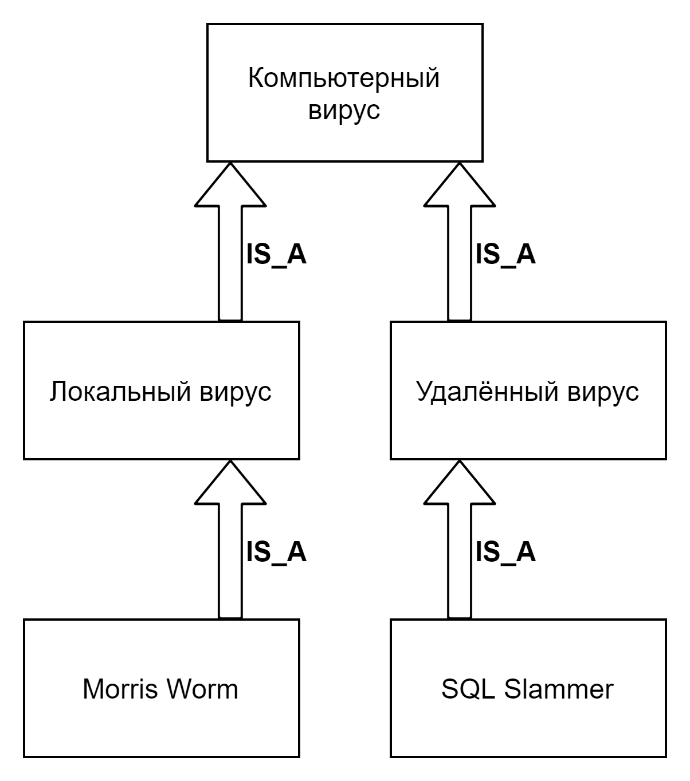 Компьютерный
вирус
IS_A
IS_A
Локальный вирус
Удалённый вирус
IS_A
IS_A
Morris Worm
SQL Slammer